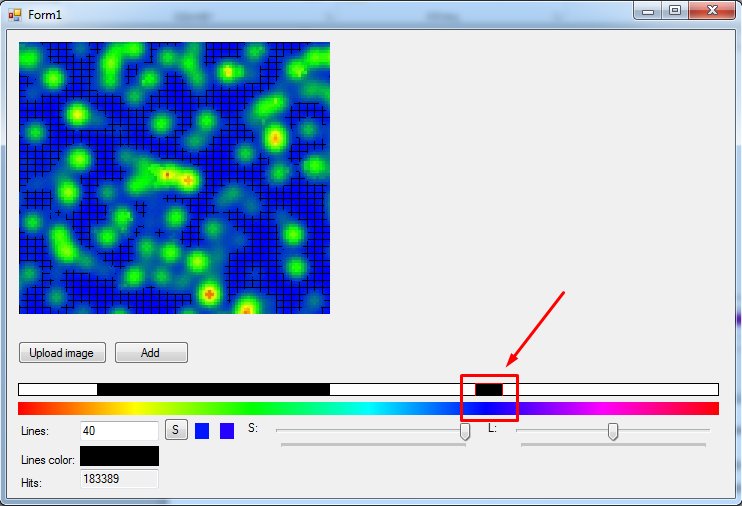 Form1
Upload image
Add
Lines: 40 S S: L:
Lines color:
Hits: 183389